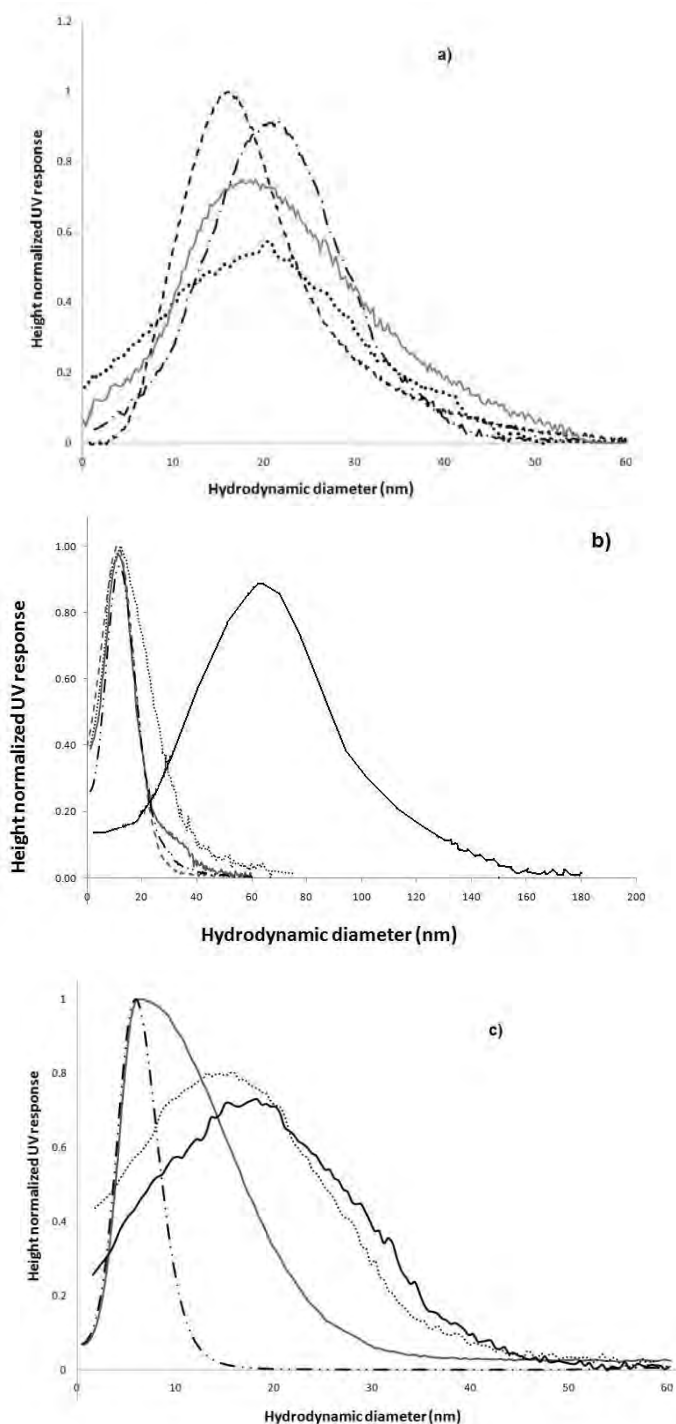 a)
1.2
1
0.8
0.6
0.4
0.2
0
Height normalized UV response
0 10 20 30 40 50 60
Hydrodynamic diameter (nm)
b)
1.00
0.80
0.60
0.40
0.20
0.00
Height normalized UV response
0 20 40 60 80 100 120 140 160 180 200
Hydrodynamic diameter (nm)
c)
1
0.8
0.6
0.4
0.2
0
Height normalized UV response
0 10 20 30 40 50 60
Hydrodynamic diameter (nm)